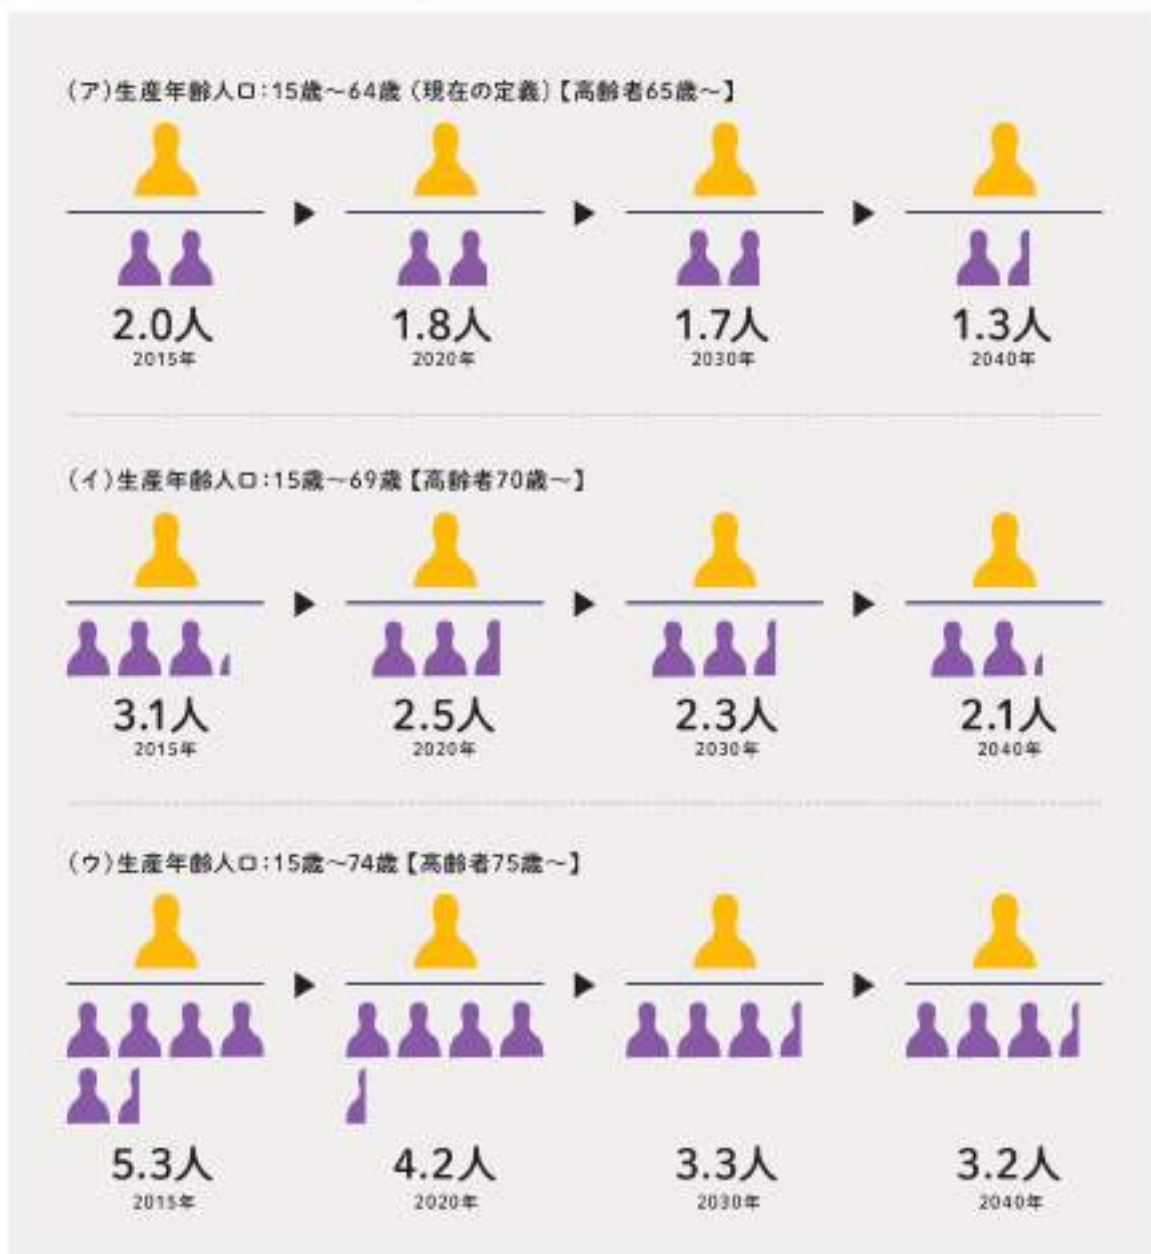 (ア)生産年齢人口:15歳〜64歳(現在の定義)【高齢者65歳〜】
2.0人 1.8人 1.7人 1.3人
2015年 2020年 2030年 2040年
(イ)生産年齢人口:15歳〜69歳【高齢者70歳〜】
3.1人 2.5人 2.3人 2.1人
2015年 2020年 2030年 2040年
(ウ)生産年齢人口:15歳〜74歳【高齢者75歳〜】
5.3人 4.2人 3.3人 3.2人
2015年 2020年 2030年 2040年